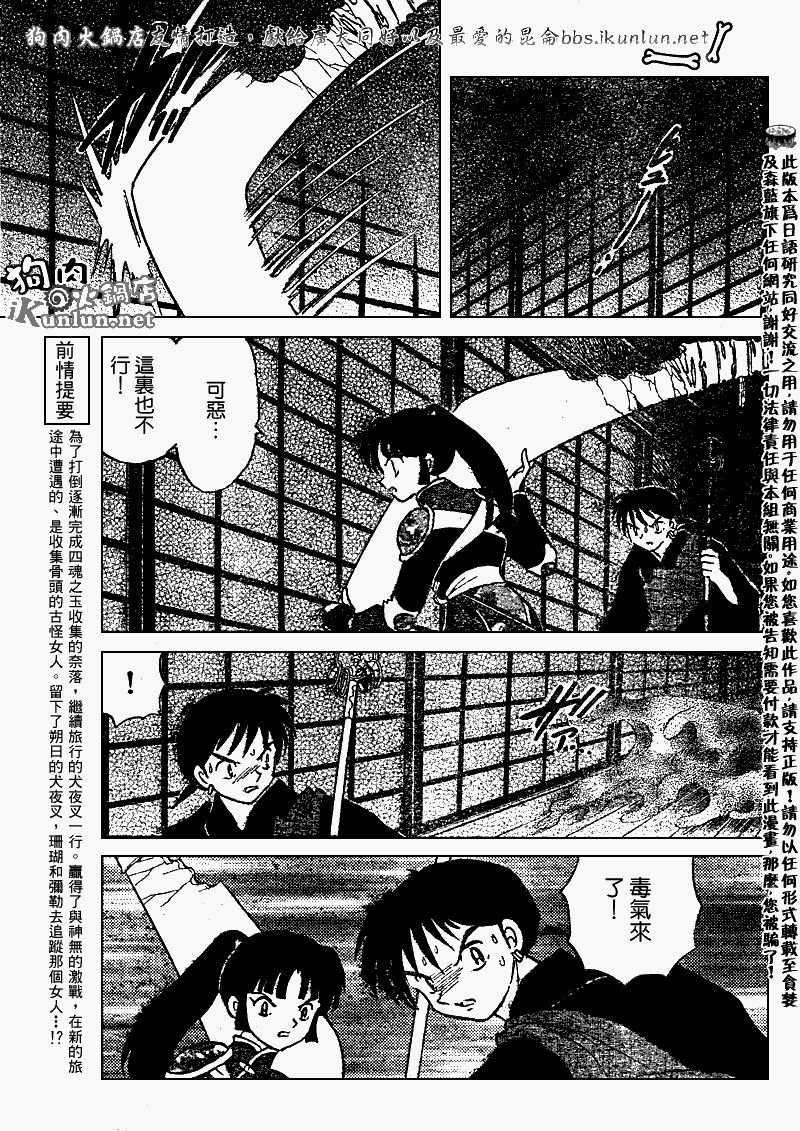 狗肉火鍋店友情打造，獻給廣大同好以及最愛的昆侖bbs.ikunlun.net
此版本爲日語研究同好交流之用，請勿用于任何商業用途。如您喜歡此作品，請支持正版！請勿以任何形式轉載至貪婪
及森藍旗下任何網站，謝謝！一切法律責任與本組無關。如果您被告知需要付款才能看到此漫畫，那麼，您被騙了！
狗肉
火鍋店
iKunlun.net
可惡…
這裏也不
行！
前情提要
為了打倒逐漸完成四魂之玉收集的奈落，繼續旅行的犬夜叉一行。贏得了與神無的激戰，在新的旅
途中遭遇的、是收集骨頭的古怪女人。留下了朔日的犬夜叉，珊瑚和彌勒去追蹤那個女人…!?
！
毒氣來
了！